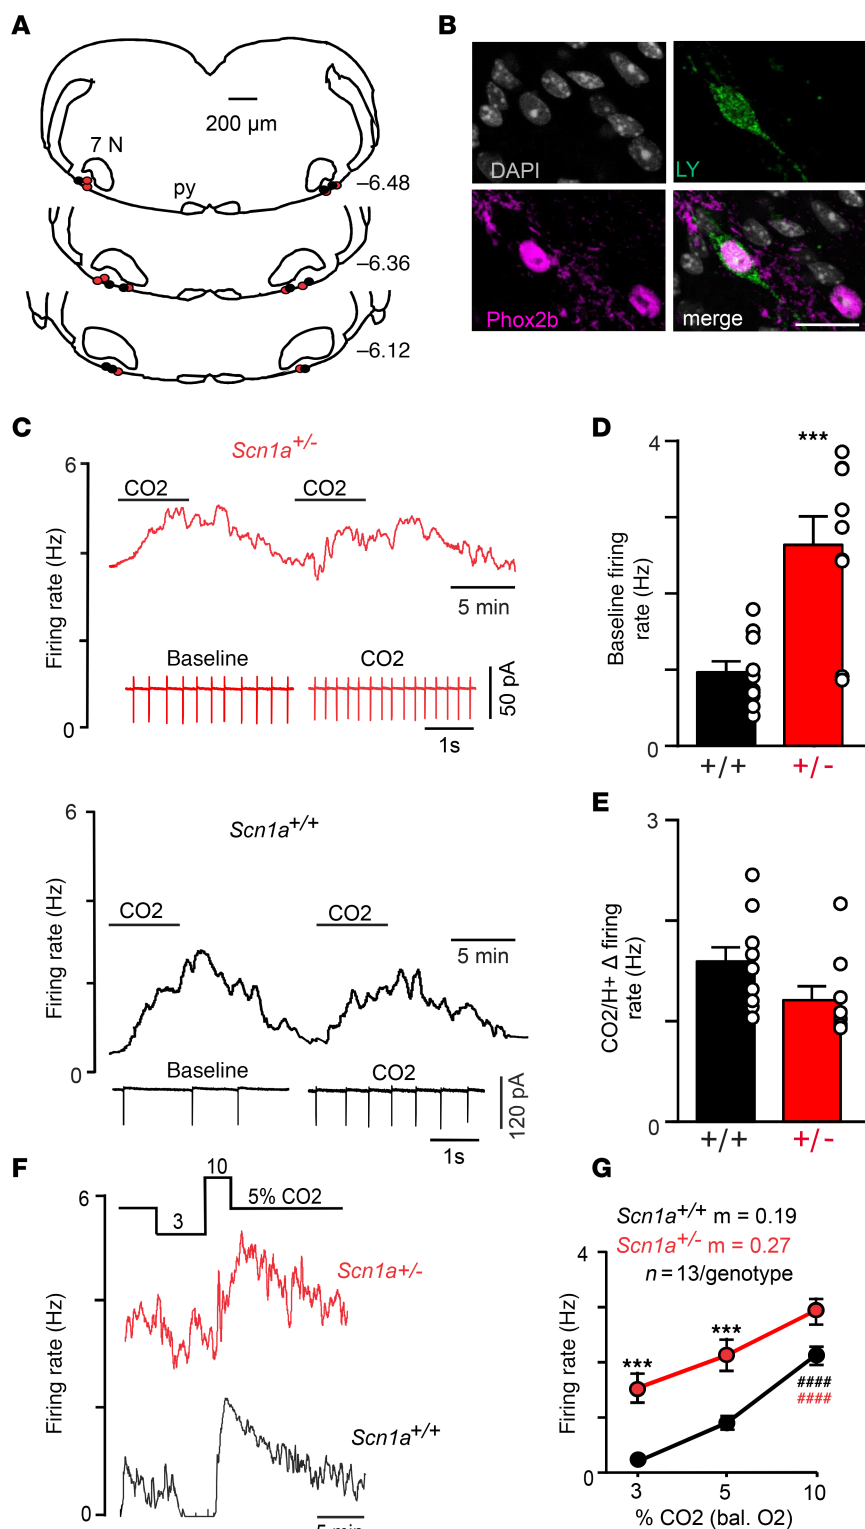 A
200 µm
7 N
py
–6.48
–6.36
–6.12
B
DAPI
LY
Phox2b
merge
C
Scn1a+/-
6
CO2
CO2
Firing rate (Hz)
5 min
Baseline
CO2
50 pA
1s
0
6
Scn1a+/+
CO2
CO2
Firing rate (Hz)
5 min
0
Baseline
CO2
120 pA
1s
D
4
***
Baseline firing
rate (Hz)
0
+/+
+/-
E
3
CO2/H+ Δ firing
rate (Hz)
0
+/+
+/-
F
10
6
3
5% CO2
Scn1a+/-
Firing rate (Hz)
Scn1a+/+
0
5 min
G
Scn1a+/+ m = 0.19
Scn1a+/- m = 0.27
n = 13/genotype
4
***
***
####
####
Firing rate (Hz)
0
3
5
10
% CO2 (bal. O2)